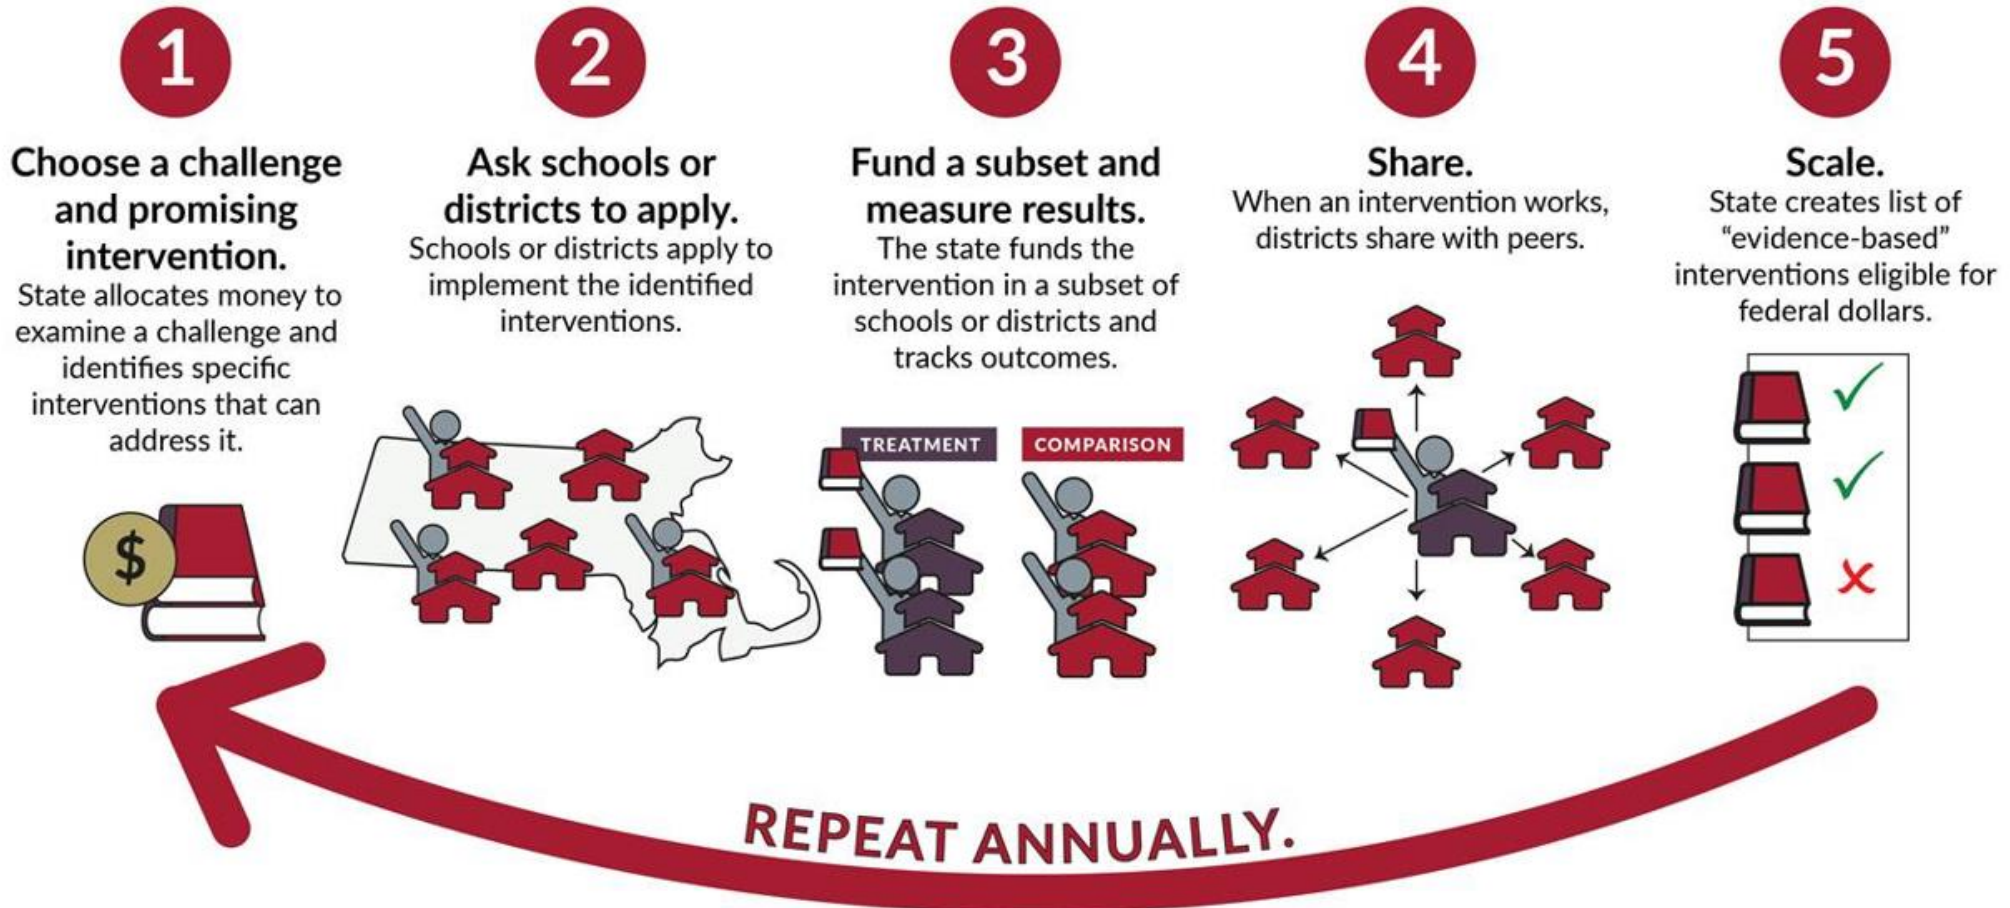 1
Choose a challenge
and promising
intervention.
State allocates money to
examine a challenge and
identifies specific
interventions that can
address it.
$
2
Ask schools or
districts to apply.
Schools or districts apply to
implement the identified
interventions.
3
Fund a subset and
measure results.
The state funds the
intervention in a subset of
schools or districts and
tracks outcomes.
TREATMENT
COMPARISON
4
Share.
When an intervention works,
districts share with peers.
5
Scale.
State creates list of
“evidence-based”
interventions eligible for
federal dollars.
REPEAT ANNUALLY.